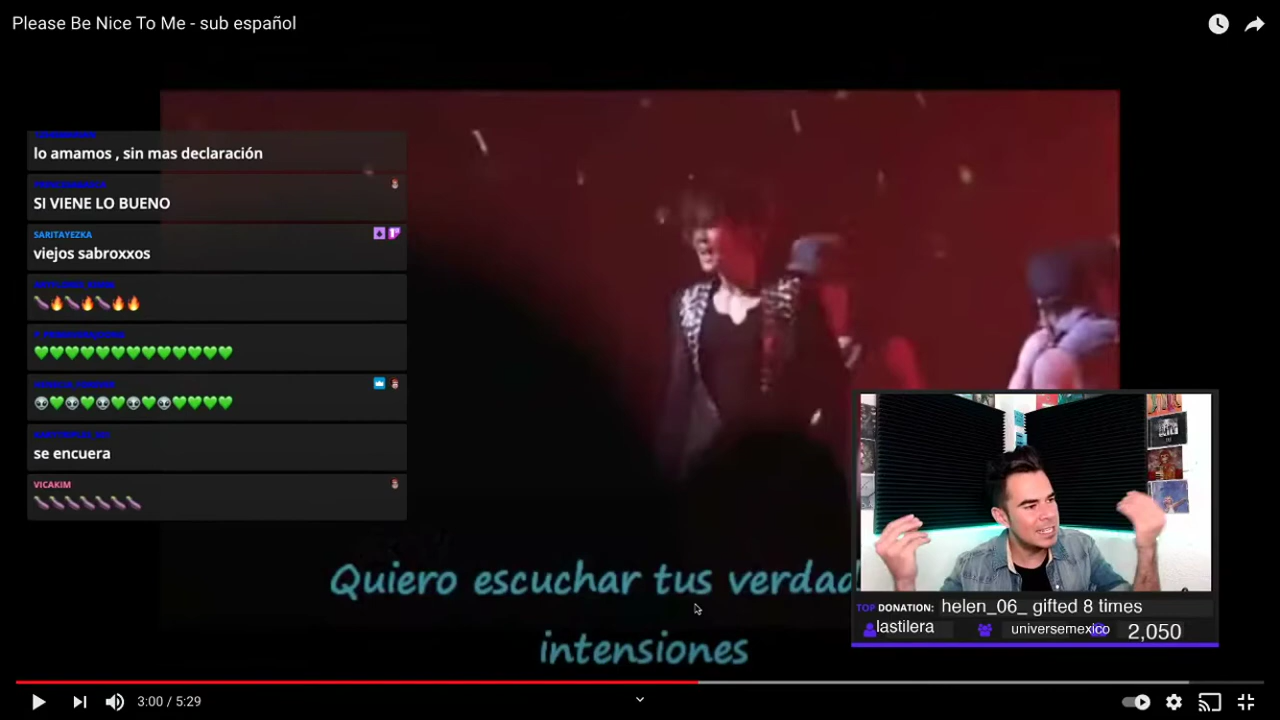 Please Be Nice To Me - sub español
lo amamos , sin mas declaración
SI VIENE LO BUENO
SARITAYEZKA
viejos sabroxxos
se encuera
VICAKIM
Quiero escuchar tus verdad
intensiones
TOP DONATION: helen_06_ gifted 8 times
lastilera universemexico 2,050
3:00 / 5:29